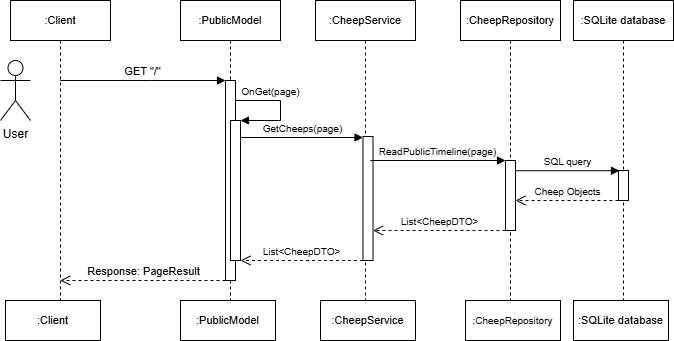 :Client
:PublicModel
:CheepService
:CheepRepository
:SQLite database
GET "/"
OnGet(page)
User
GetCheeps(page)
ReadPublicTimeline(page)
SQL query
Cheep Objects
List<CheepDTO>
List<CheepDTO>
Response: PageResult
:Client
:PublicModel
:CheepService
:CheepRepository
:SQLite database